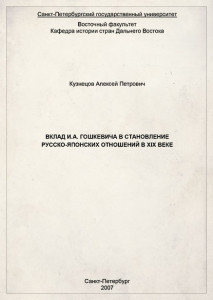 Санкт-Петербургский государственный университет
Восточный факультет
Кафедра истории стран Дальнего Востока
Кузнецов Алексей Петрович
ВКЛАД И.А. ГОШКЕВИЧА В СТАНОВЛЕНИЕ
РУССКО-ЯПОНСКИХ ОТНОШЕНИЙ В XIX ВЕКЕ
Санкт-Петербург
2007